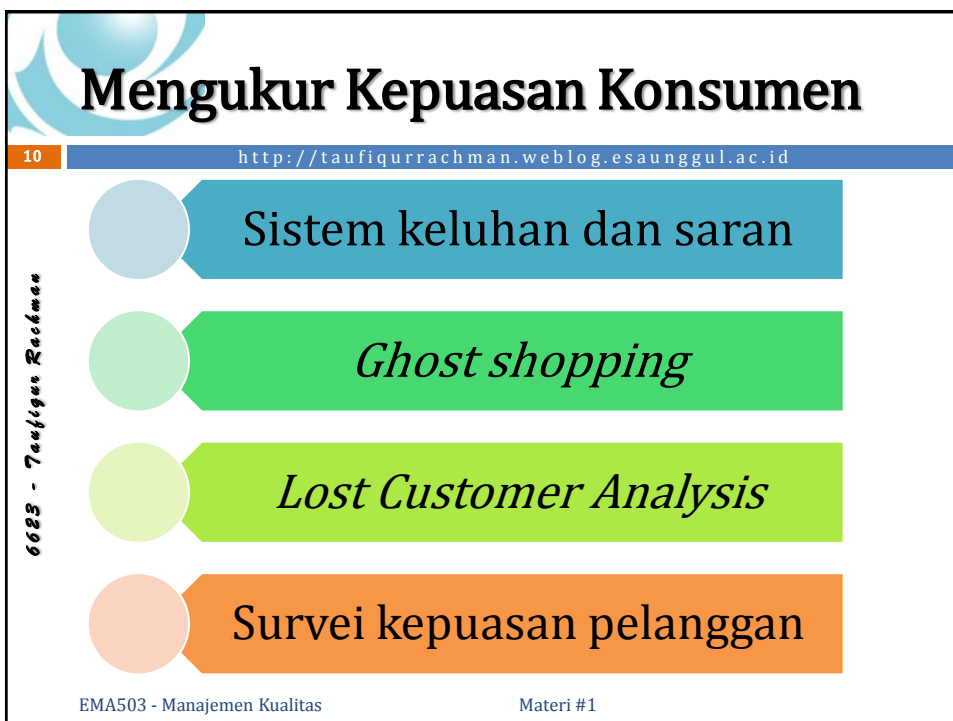 Mengukur Kepuasan Konsumen
10
http://taufiqurrachman.weblog.esaunggul.ac.id
6623 - Taufiqur Rachman
Sistem keluhan dan saran
Ghost shopping
Lost Customer Analysis
Survei kepuasan pelanggan
EMA503 - Manajemen Kualitas
Materi #1